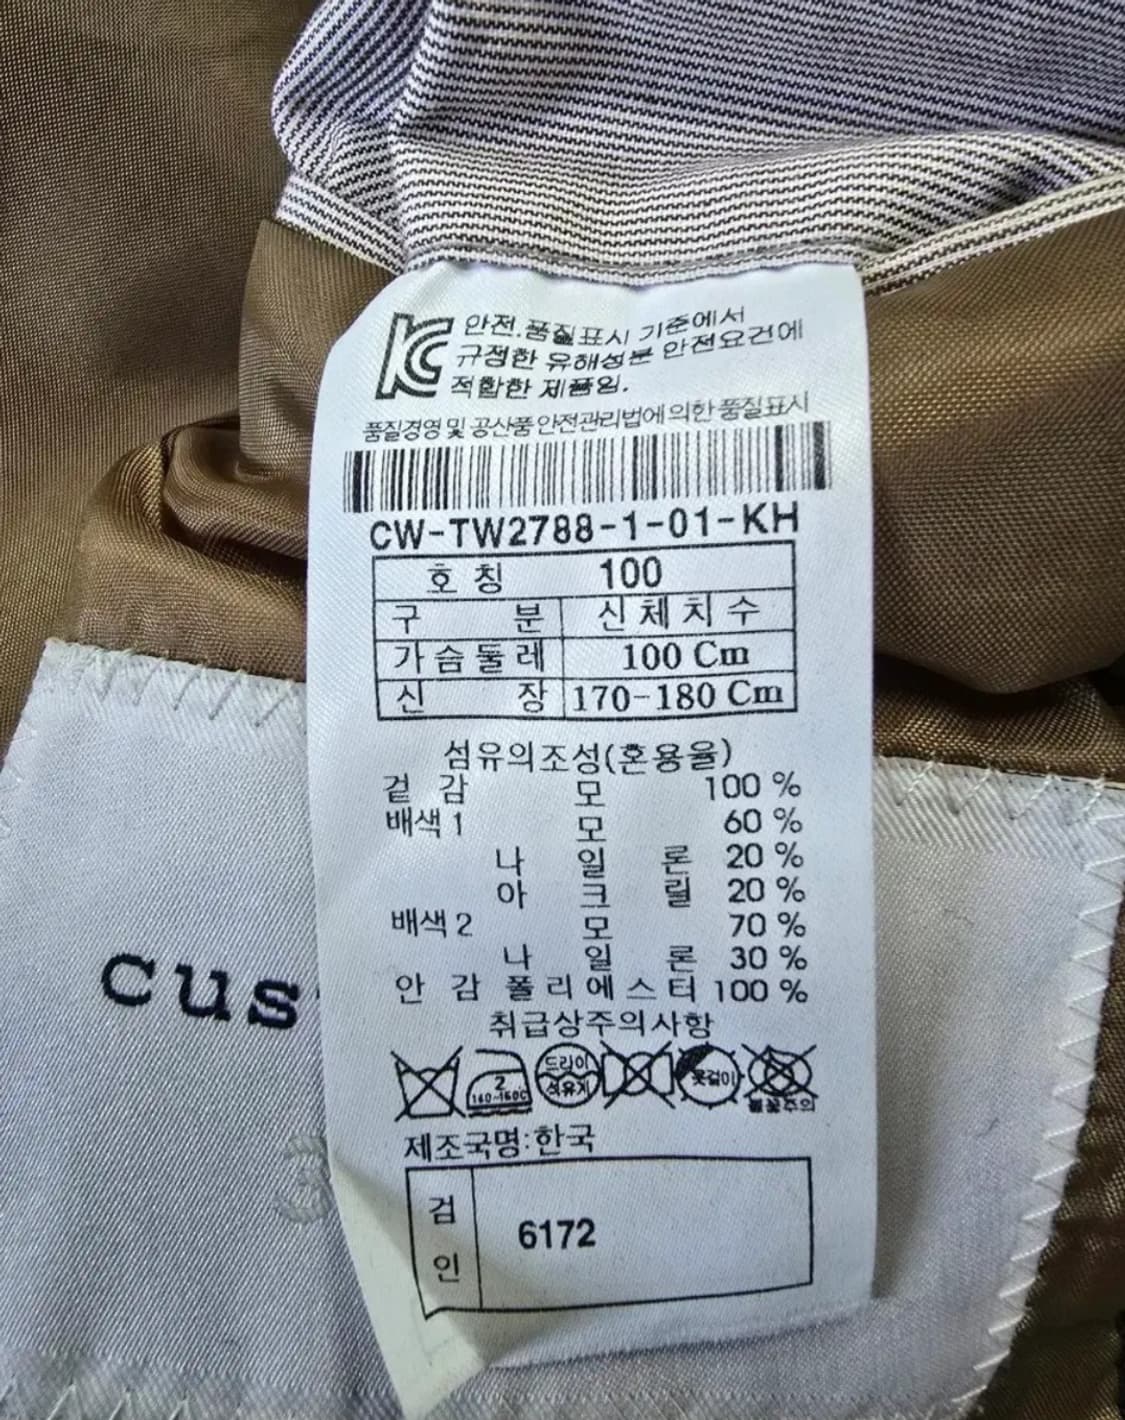 KC 안전.품질표시 기준에서
규정한 유해성분 안전요건에
적합한 제품임.
품질경영 및 공산품안전관리법에 의한 품질표시
CW-TW2788-1-01-KH
호칭 100
구 분 신체치수
가슴둘레 100 Cm
신 장 170-180 Cm
섬유의조성(혼용율)
겉 감 모 100 %
배색1 모 60 %
나 일 론 20 %
아 크 릴 20 %
배색2 모 70 %
나 일 론 30 %
안 감 폴리에스터 100 %
취급상주의사항
2
140~160℃
드라이
석유계
옷걸이
불꽃주의
제조국명:한국
검인 6172
cus